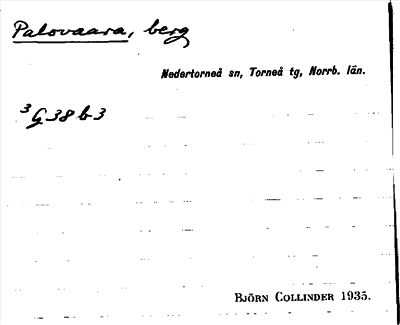 Palovaara, berg
Nedertorneå sn, Torneå tg, Norrb. län.
³G38b3
BJÖRN COLLINDER 1935.